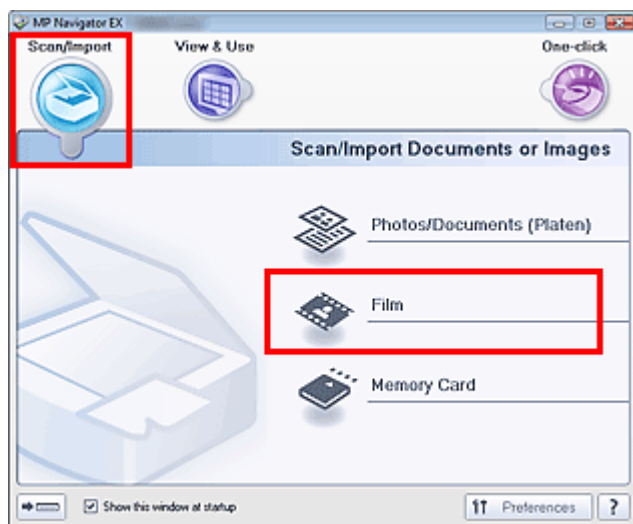 MP Navigator EX
Scan/Import
View & Use
One-click
Scan/Import Documents or Images
Photos/Documents (Platen)
Film
Memory Card
Show this window at startup
Preferences
?